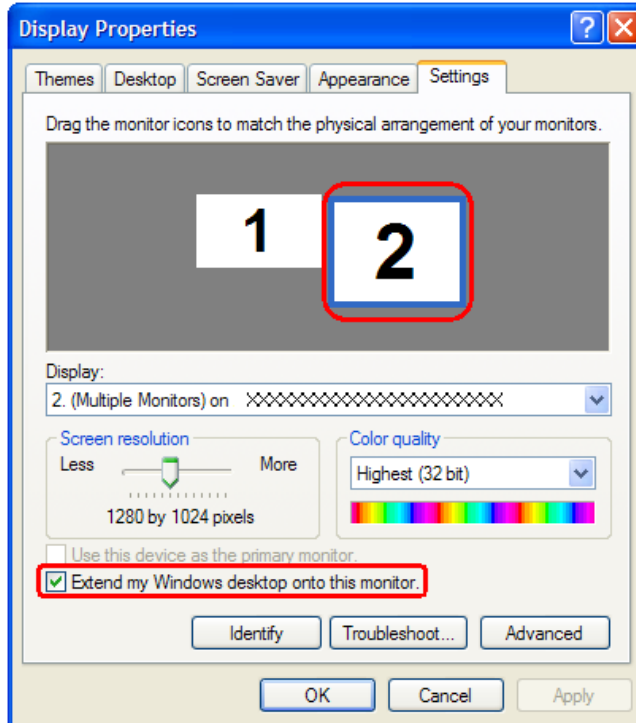 Display Properties
Themes Desktop Screen Saver Appearance Settings
Drag the monitor icons to match the physical arrangement of your monitors.
1 2
Display:
2. (Multiple Monitors) on XXXXXXXXXXXXXXXXXXXXXXX
Screen resolution Color quality
Less More Highest (32 bit)
1280 by 1024 pixels
Use this device as the primary monitor.
Extend my Windows desktop onto this monitor.
Identify Troubleshoot... Advanced
OK Cancel Apply